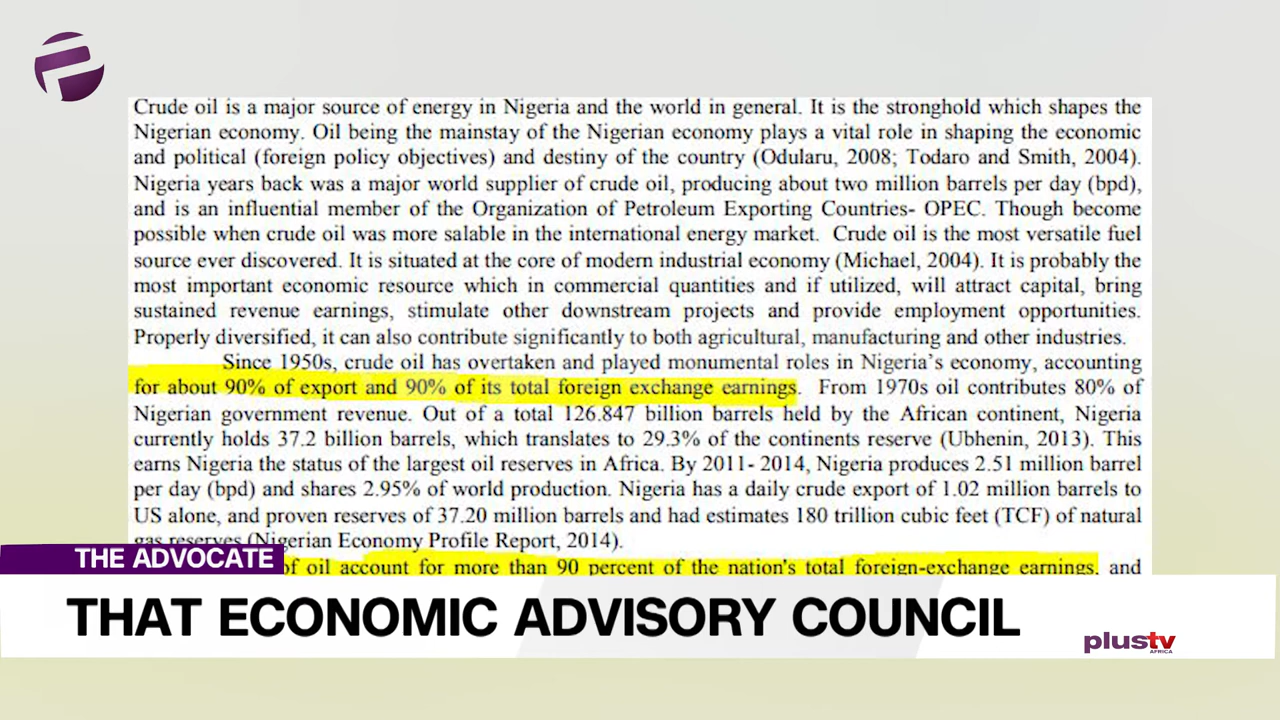 Crude oil is a major source of energy in Nigeria and the world in general. It is the stronghold which shapes the
Nigerian economy. Oil being the mainstay of the Nigerian economy plays a vital role in shaping the economic
and political (foreign policy objectives) and destiny of the country (Odularu, 2008; Todaro and Smith, 2004).
Nigeria years back was a major world supplier of crude oil, producing about two million barrels per day (bpd),
and is an influential member of the Organization of Petroleum Exporting Countries- OPEC. Though become
possible when crude oil was more salable in the international energy market. Crude oil is the most versatile fuel
source ever discovered. It is situated at the core of modern industrial economy (Michael, 2004). It is probably the
most important economic resource which in commercial quantities and if utilized, will attract capital, bring
sustained revenue earnings, stimulate other downstream projects and provide employment opportunities.
Properly diversified, it can also contribute significantly to both agricultural, manufacturing and other industries.
Since 1950s, crude oil has overtaken and played monumental roles in Nigeria's economy, accounting
for about 90% of export and 90% of its total foreign exchange earnings. From 1970s oil contributes 80% of
Nigerian government revenue. Out of a total 126.847 billion barrels held by the African continent, Nigeria
currently holds 37.2 billion barrels, which translates to 29.3% of the continents reserve (Ubhenin, 2013). This
earns Nigeria the status of the largest oil reserves in Africa. By 2011- 2014, Nigeria produces 2.51 million barrel
per day (bpd) and shares 2.95% of world production. Nigeria has a daily crude export of 1.02 million barrels to
US alone, and proven reserves of 37.20 million barrels and had estimates 180 trillion cubic feet (TCF) of natural
gas reserves (Nigerian Economy Profile Report, 2014).
of oil account for more than 90 percent of the nation's total foreign-exchange earnings, and
THE ADVOCATE
THAT ECONOMIC ADVISORY COUNCIL
plustv
AFRICA